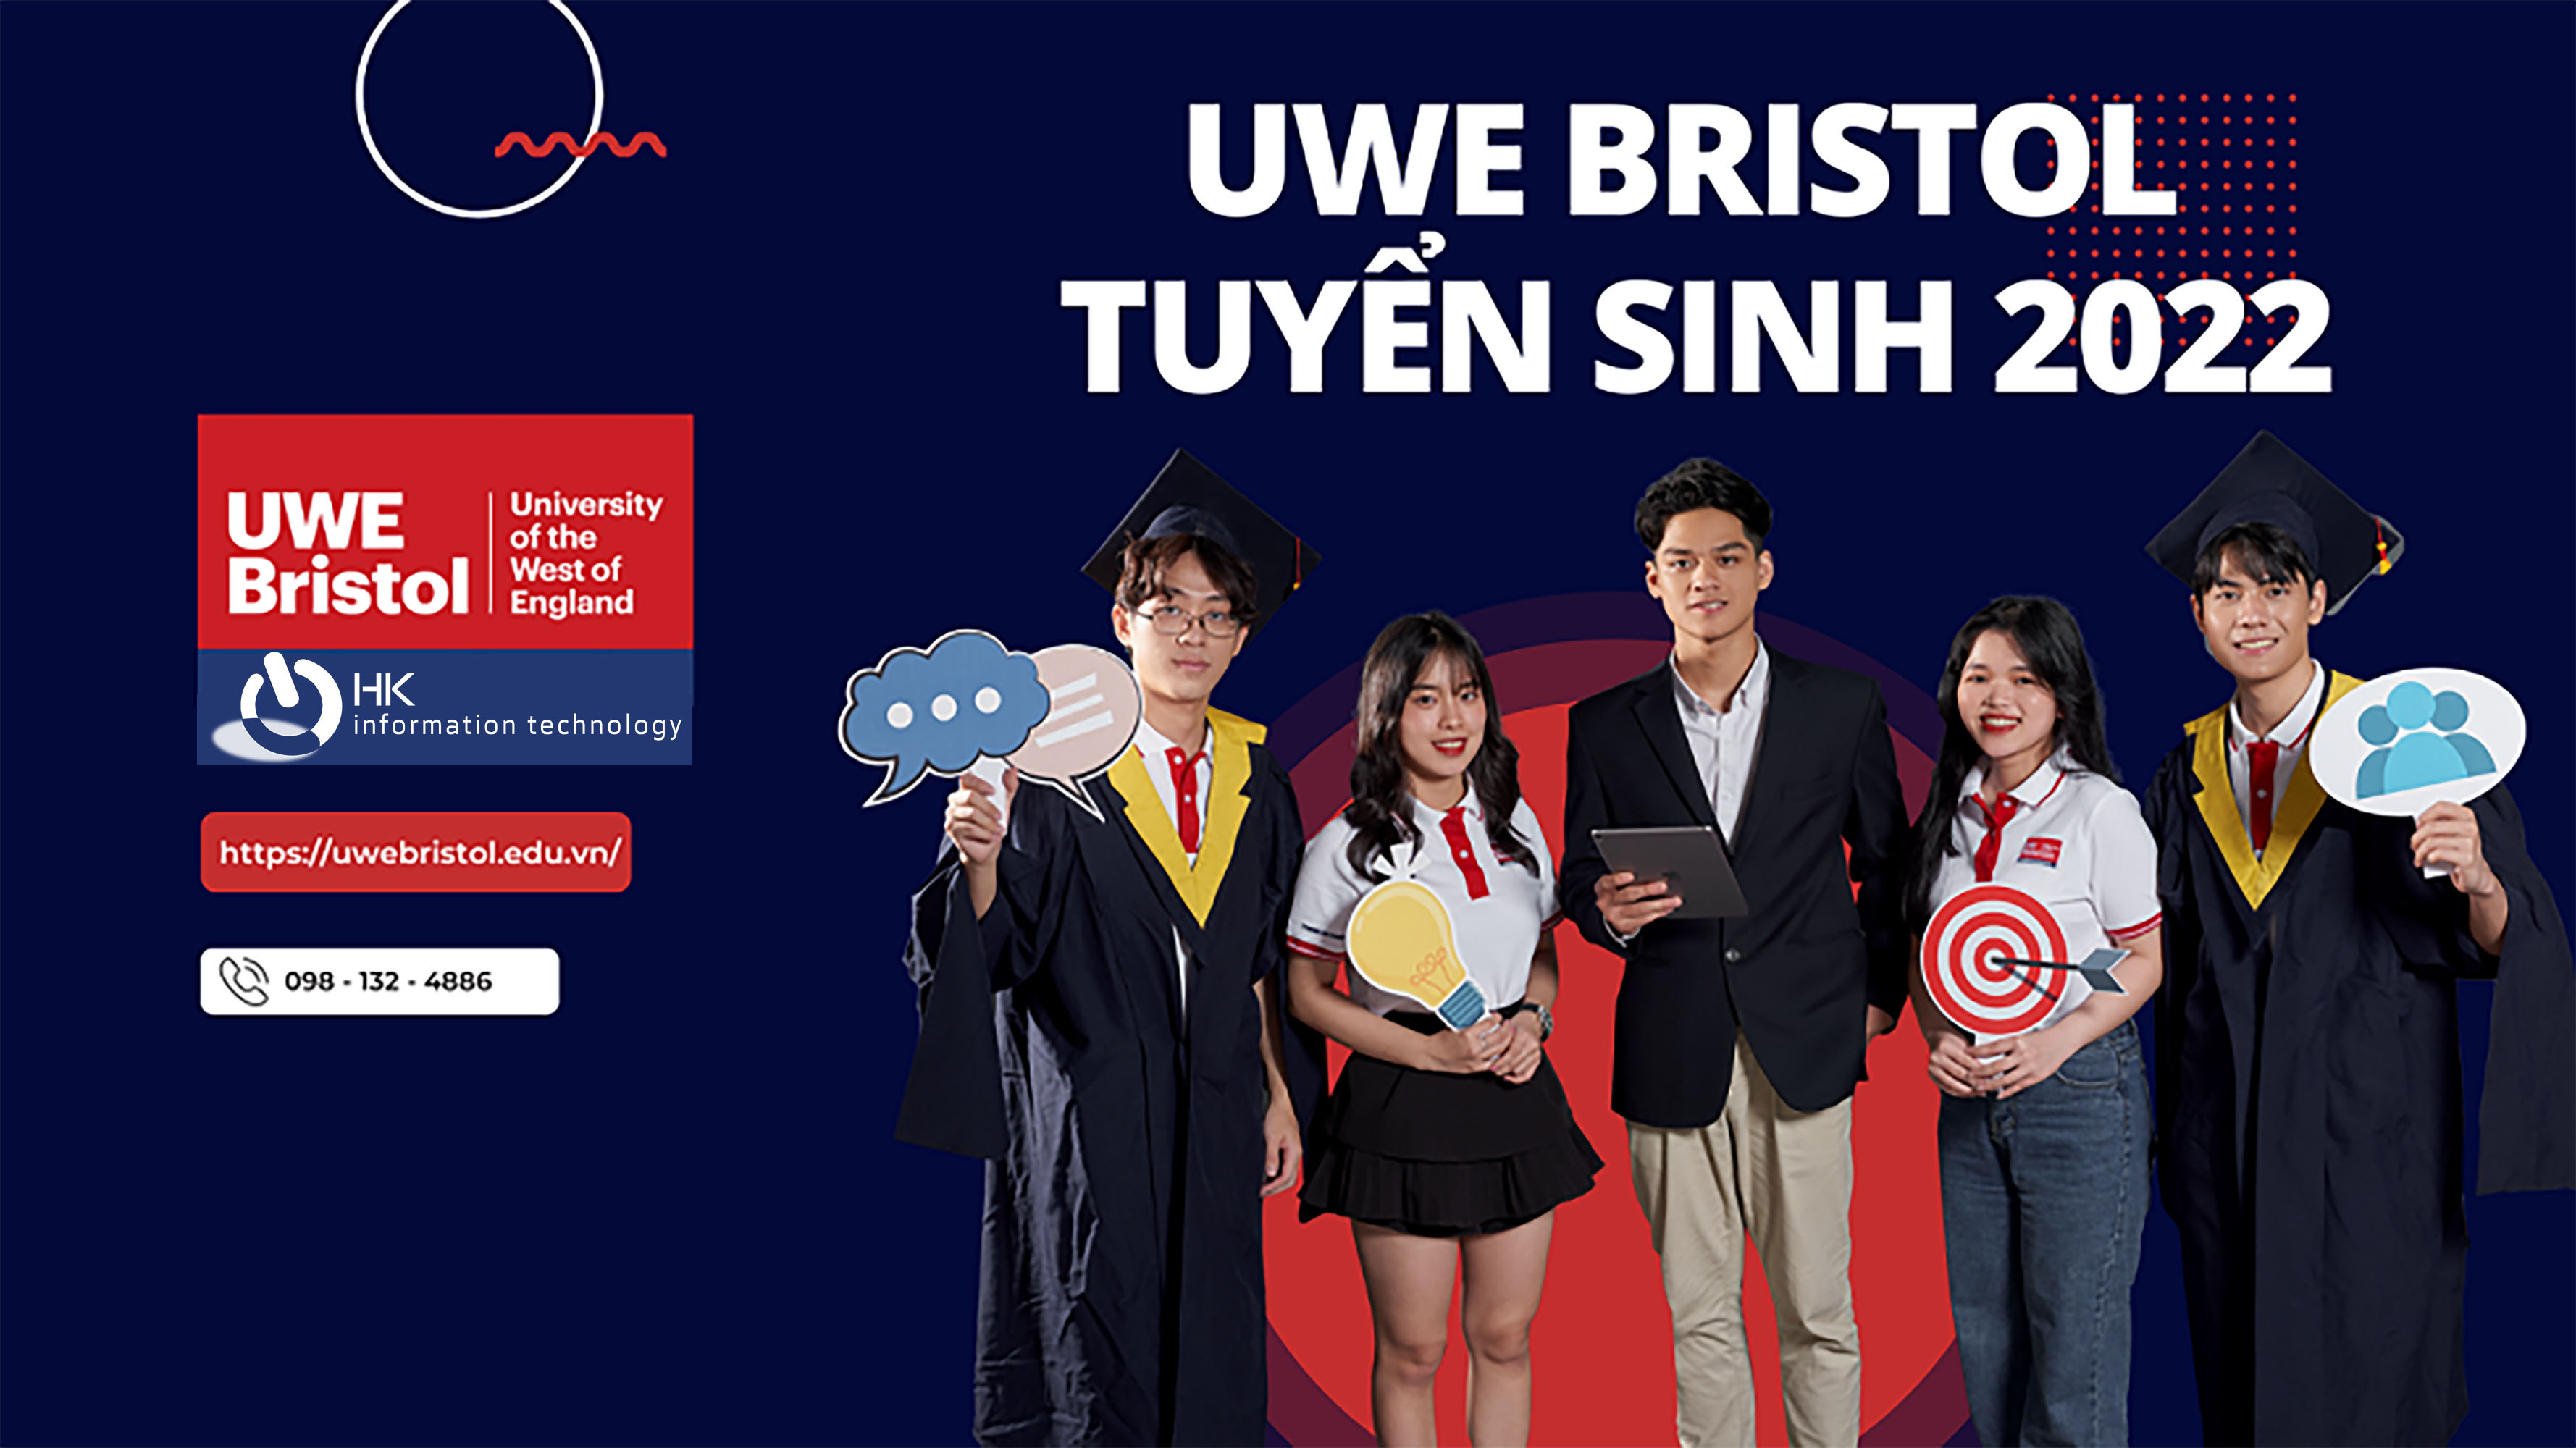 UWE BRISTOL
TUYỂN SINH 2022
UWE
Bristol
University
of the
West of
England
HK
information technology
https://uwebristol.edu.vn/
098 - 132 - 4886